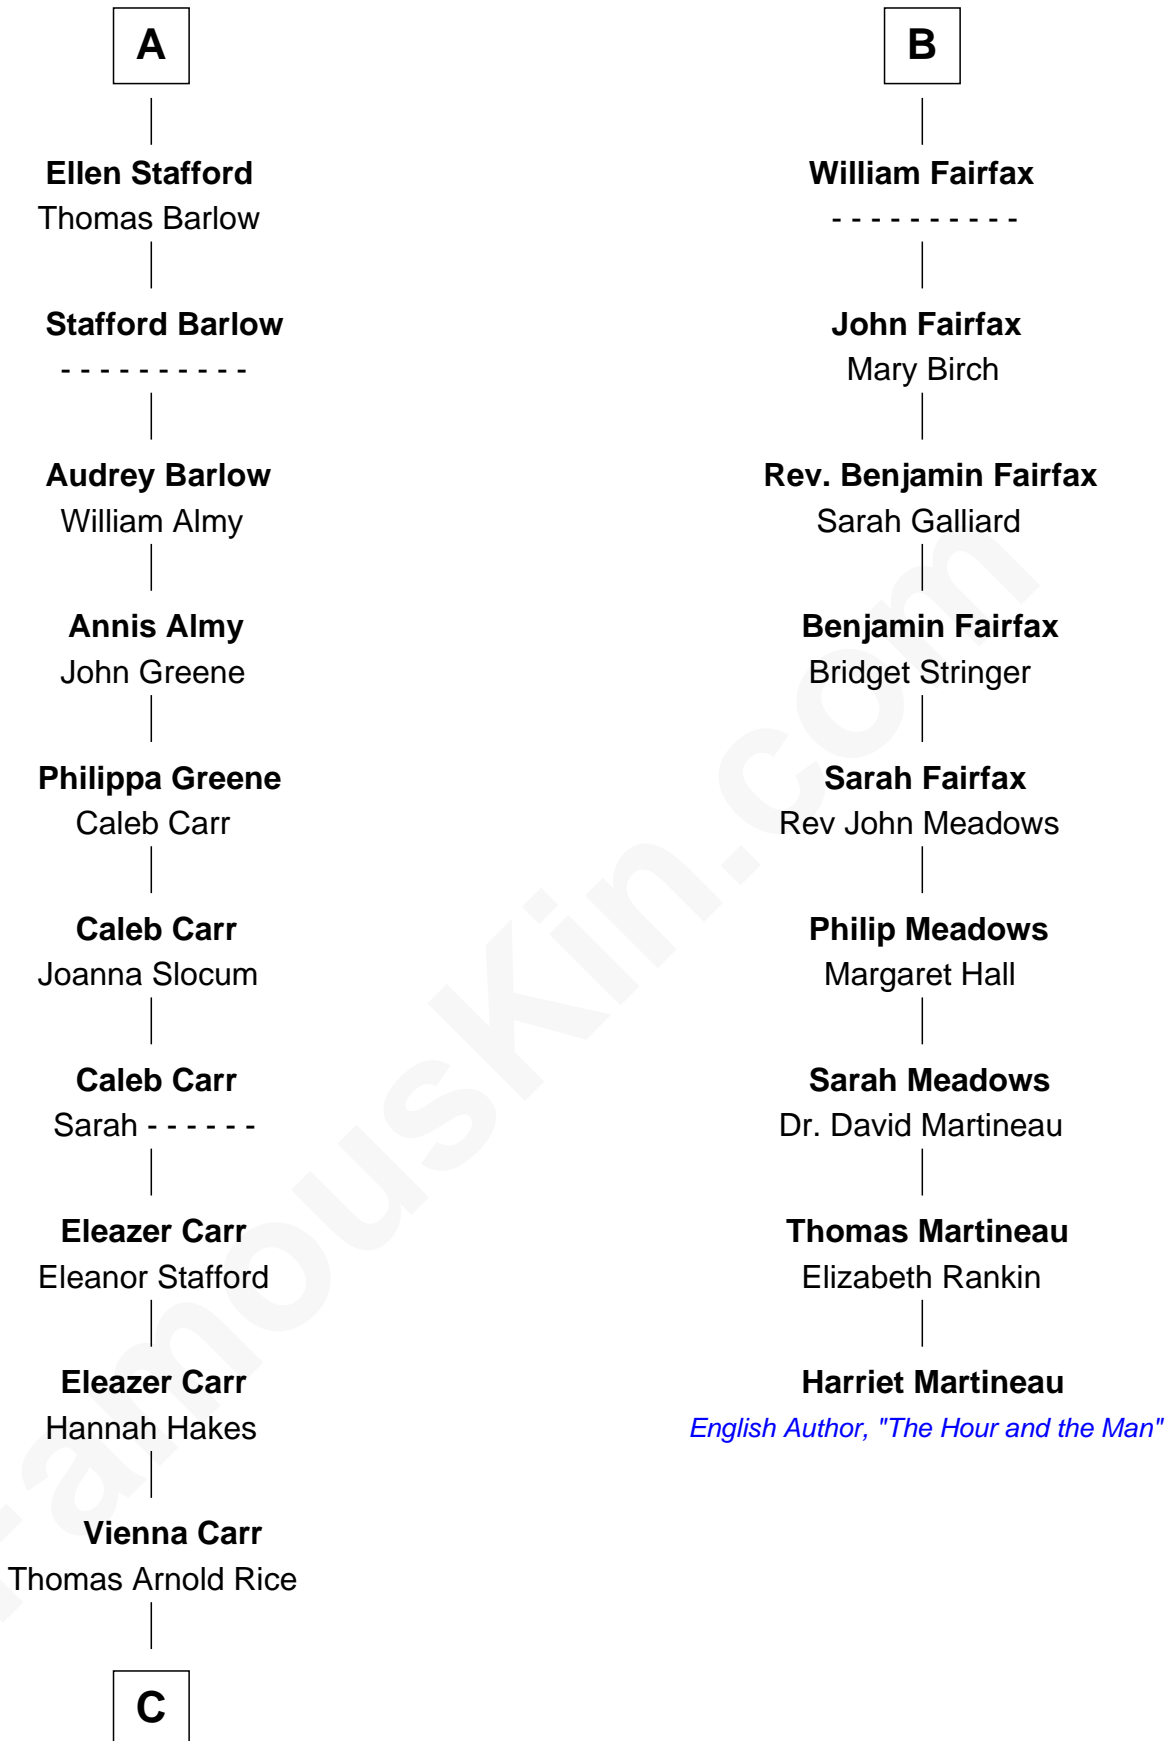 A
Ellen Stafford
Thomas Barlow
Stafford Barlow
- - - - - - - - - -
Audrey Barlow
William Almy
Annis Almy
John Greene
Philippa Greene
Caleb Carr
Caleb Carr
Joanna Slocum
Caleb Carr
Sarah - - - - - -
Eleazer Carr
Eleanor Stafford
Eleazer Carr
Hannah Hakes
Vienna Carr
Thomas Arnold Rice
C
B
William Fairfax
- - - - - - - - - -
John Fairfax
Mary Birch
Rev. Benjamin Fairfax
Sarah Galliard
Benjamin Fairfax
Bridget Stringer
Sarah Fairfax
Rev John Meadows
Philip Meadows
Margaret Hall
Sarah Meadows
Dr. David Martineau
Thomas Martineau
Elizabeth Rankin
Harriet Martineau
English Author, "The Hour and the Man"
FamousKin.com